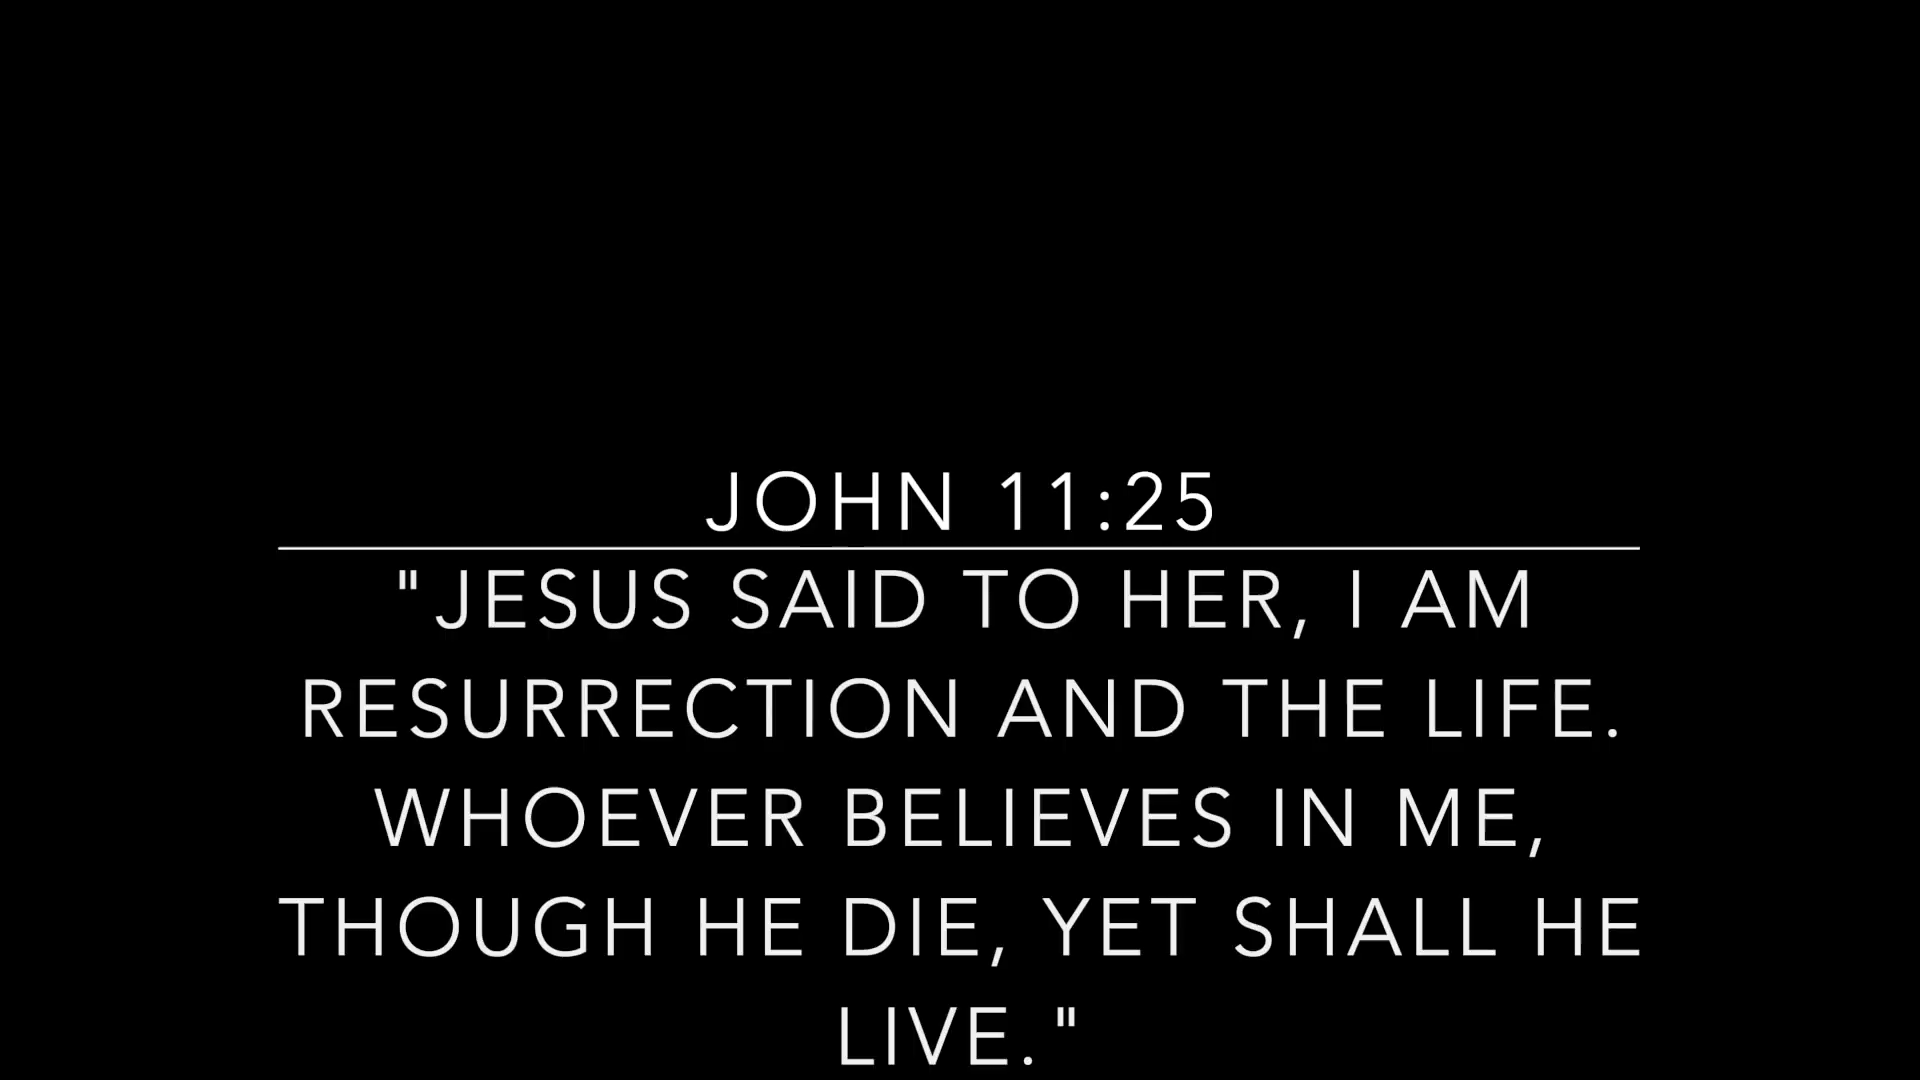 JOHN 11:25
"JESUS SAID TO HER, I AM
RESURRECTION AND THE LIFE.
WHOEVER BELIEVES IN ME,
THOUGH HE DIE, YET SHALL HE
LIVE."